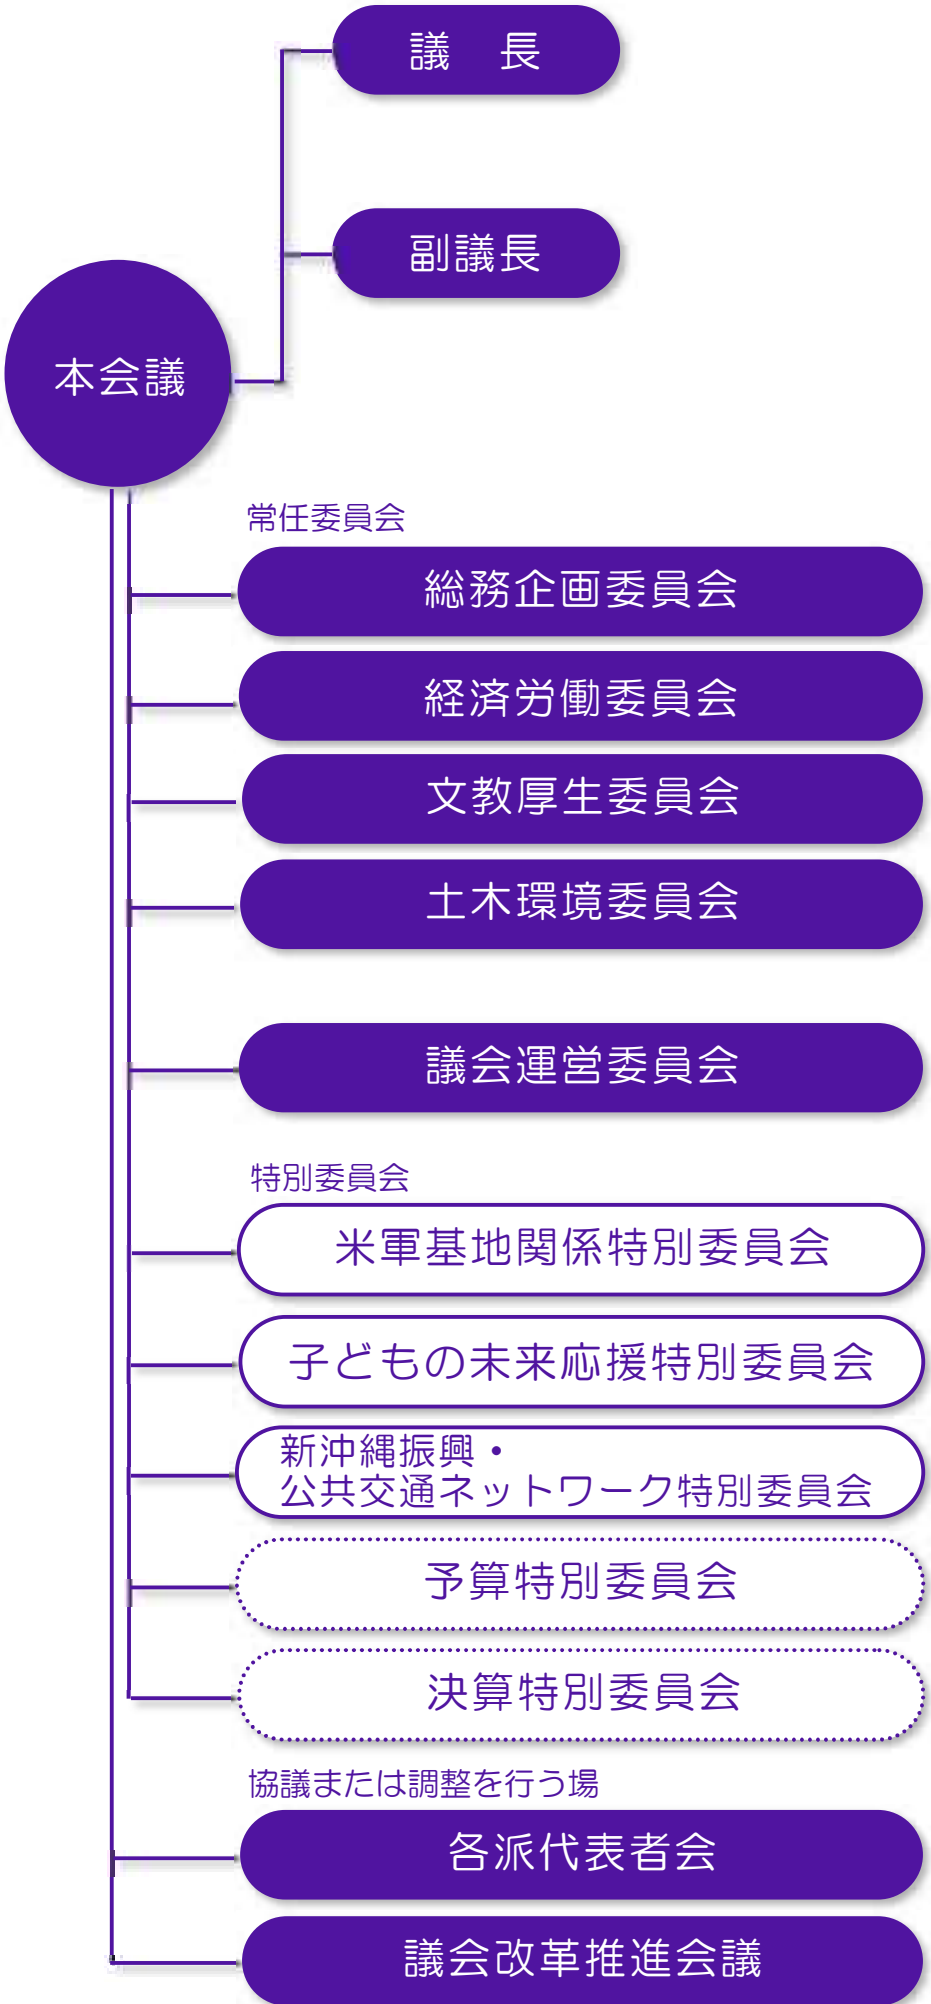 議　長
副議長
本会議
常任委員会
総務企画委員会
経済労働委員会
文教厚生委員会
土木環境委員会
議会運営委員会
特別委員会
米軍基地関係特別委員会
子どもの未来応援特別委員会
新沖縄振興・
公共交通ネットワーク特別委員会
予算特別委員会
決算特別委員会
協議または調整を行う場
各派代表者会
議会改革推進会議